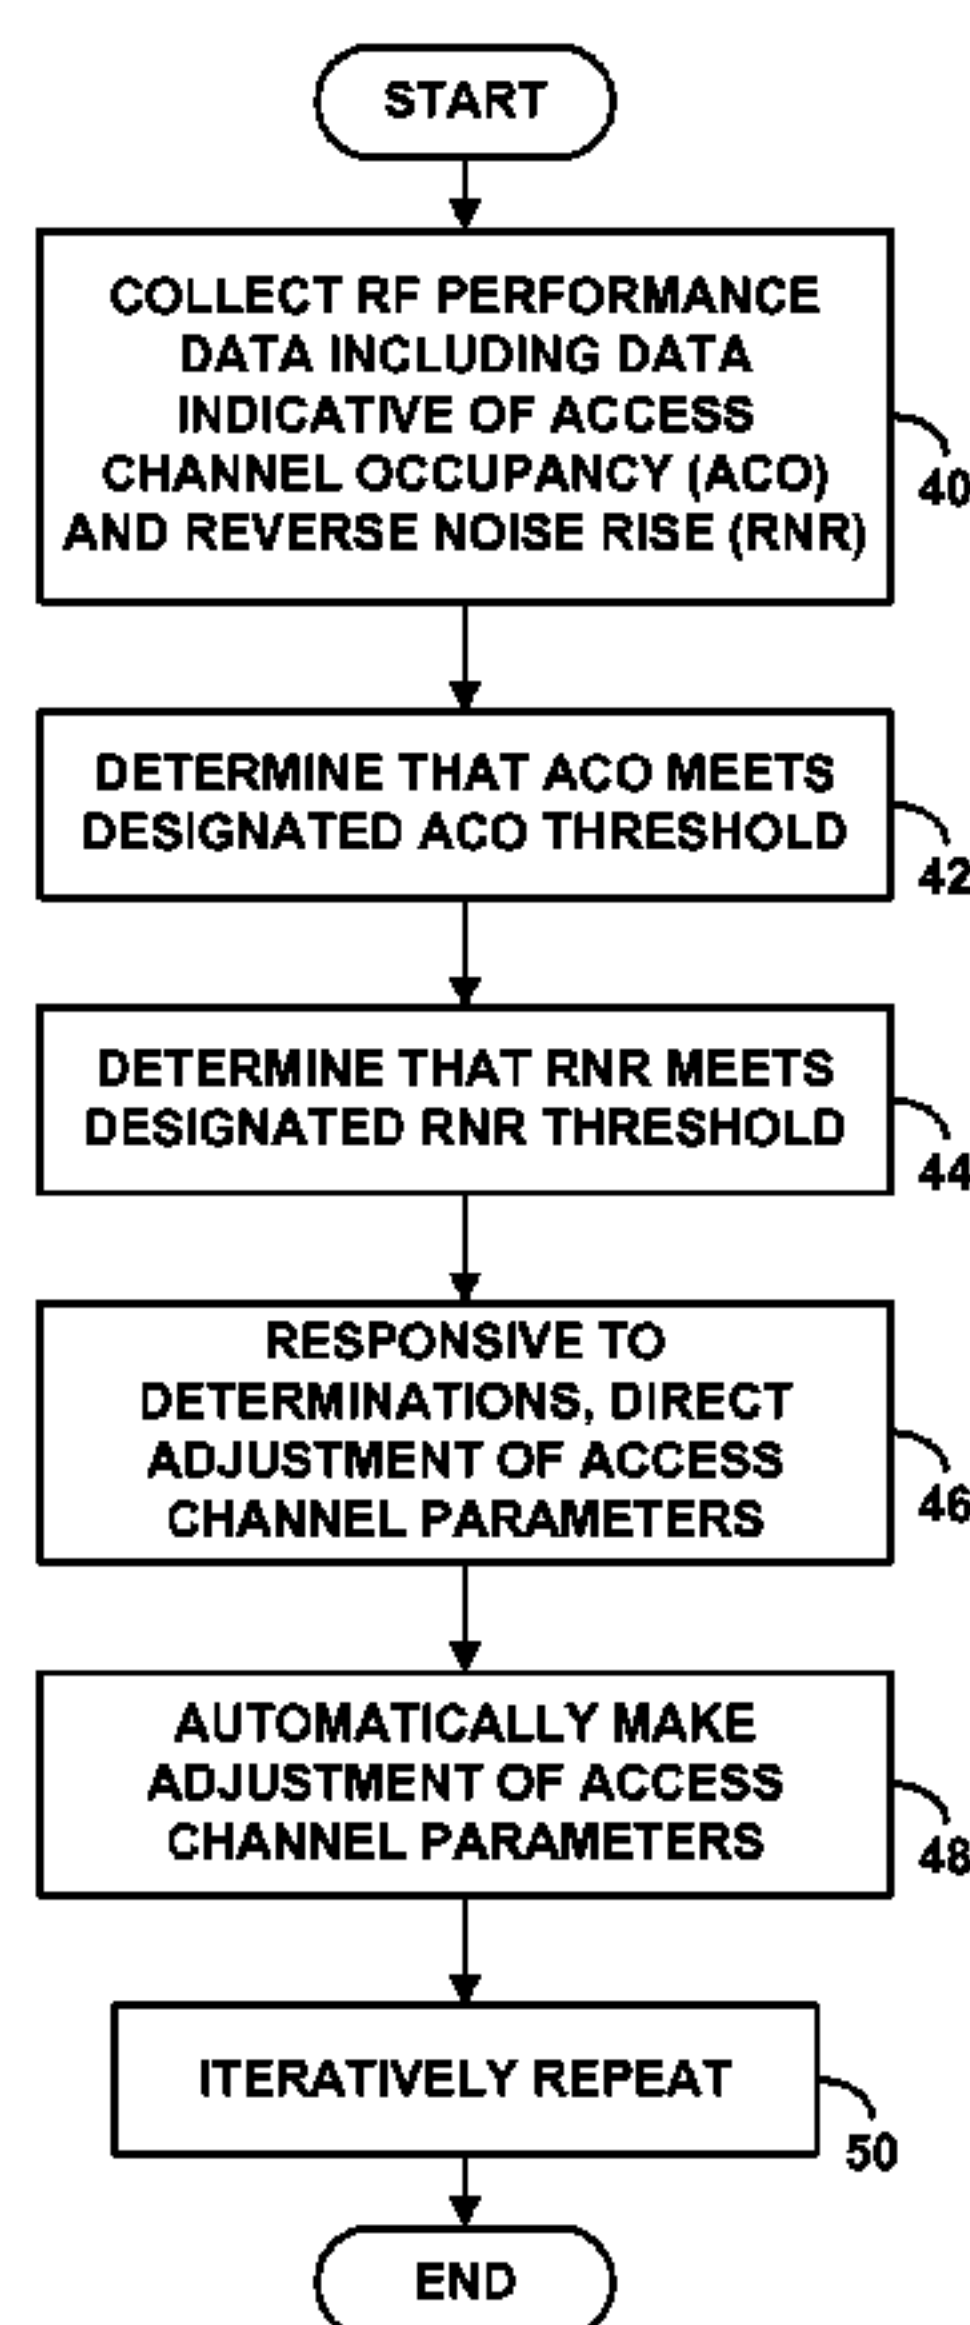 START
COLLECT RF PERFORMANCE
DATA INCLUDING DATA
INDICATIVE OF ACCESS
CHANNEL OCCUPANCY (ACO)
AND REVERSE NOISE RISE (RNR)
40
DETERMINE THAT ACO MEETS
DESIGNATED ACO THRESHOLD
42
DETERMINE THAT RNR MEETS
DESIGNATED RNR THRESHOLD
44
RESPONSIVE TO
DETERMINATIONS, DIRECT
ADJUSTMENT OF ACCESS
CHANNEL PARAMETERS
46
AUTOMATICALLY MAKE
ADJUSTMENT OF ACCESS
CHANNEL PARAMETERS
48
ITERATIVELY REPEAT
50
END